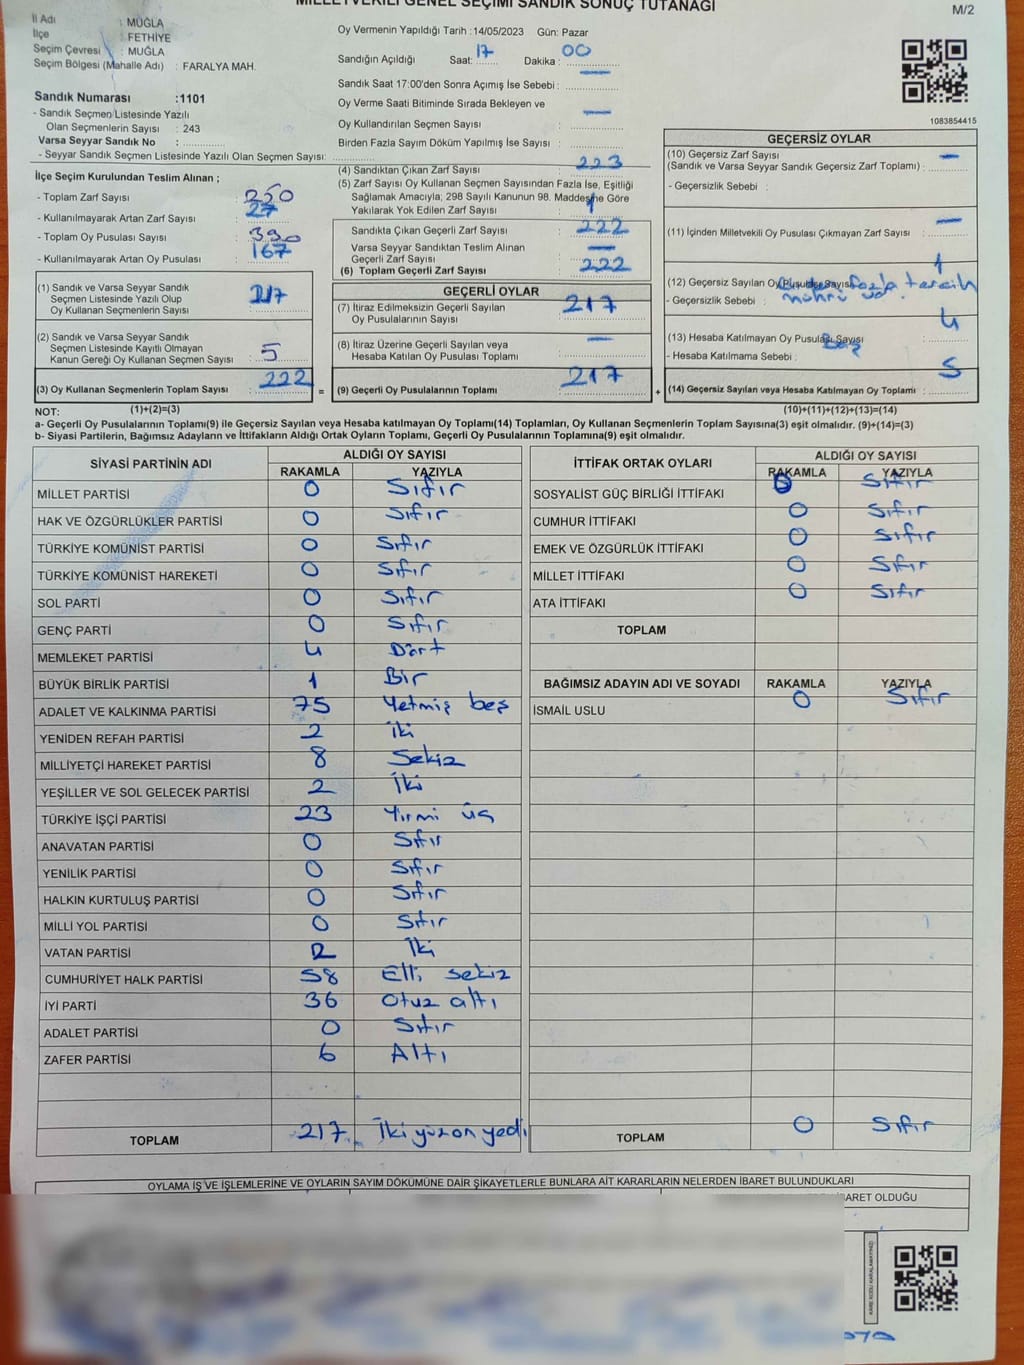 MİLLETVEKİLİ GENEL SEÇİMİ SANDIK SONUÇ TUTANAĞI
M/2
İl Adı : MUĞLA
İlçe : FETHİYE
Seçim Çevresi : MUĞLA
Seçim Bölgesi (Mahalle Adı) : FARALYA MAH.
Sandık Numarası :1101
- Sandık Seçmen Listesinde Yazılı
Olan Seçmenlerin Sayısı : 243
Varsa Seyyar Sandık No :
- Seyyar Sandık Seçmen Listesinde Yazılı Olan Seçmen Sayısı:
Oy Vermenin Yapıldığı Tarih :14/05/2023 Gün: Pazar
Sandığın Açıldığı Saat: 17 Dakika : 00
Sandık Saat 17:00'den Sonra Açımış İse Sebebi : —
Oy Verme Saati Bitiminde Sırada Bekleyen ve
Oy Kullandırılan Seçmen Sayısı : —
Birden Fazla Sayım Döküm Yapılmış İse Sayısı :
1083854415
İlçe Seçim Kurulundan Teslim Alınan ;
- Toplam Zarf Sayısı : 250
- Kullanılmayarak Artan Zarf Sayısı : 27
- Toplam Oy Pusulası Sayısı : 390
- Kullanılmayarak Artan Oy Pusulası : 167
(1) Sandık ve Varsa Seyyar Sandık
Seçmen Listesinde Yazılı Olup
Oy Kullanan Seçmenlerin Sayısı : 217
(2) Sandık ve Varsa Seyyar Sandık
Seçmen Listesinde Kayıtlı Olmayan
Kanun Gereği Oy Kullanan Seçmen Sayısı : 5
(3) Oy Kullanan Seçmenlerin Toplam Sayısı : 222
(4) Sandıktan Çıkan Zarf Sayısı : 223
(5) Zarf Sayısı Oy Kullanan Seçmen Sayısından Fazla İse, Eşitliği
Sağlamak Amacıyla; 298 Sayılı Kanunun 98. Maddesine Göre
Yakılarak Yok Edilen Zarf Sayısı : 1
Sandıkta Çıkan Geçerli Zarf Sayısı : 222
Varsa Seyyar Sandıktan Teslim Alınan
Geçerli Zarf Sayısı : —
(6) Toplam Geçerli Zarf Sayısı : 222
GEÇERLİ OYLAR
(7) İtiraz Edilmeksizin Geçerli Sayılan
Oy Pusulalarının Sayısı : 217
(8) İtiraz Üzerine Geçerli Sayılan veya
Hesaba Katılan Oy Pusulası Toplamı : —
= (9) Geçerli Oy Pusulalarının Toplamı : 217 +
GEÇERSİZ OYLAR
(10) Geçersiz Zarf Sayısı —
(Sandık ve Varsa Seyyar Sandık Geçersiz Zarf Toplamı) :
- Geçersizlik Sebebi :
(11) İçinden Milletvekili Oy Pusulası Çıkmayan Zarf Sayısı : —
(12) Geçersiz Sayılan Oy Pusulası Sayısı : 1
- Geçersizlik Sebebi : fazla tercih
mührü
(13) Hesaba Katılmayan Oy Pusulası Sayısı : 4
- Hesaba Katılmama Sebebi : Boş
(14) Geçersiz Sayılan veya Hesaba Katılmayan Oy Toplamı : 5
NOT: (1)+(2)=(3) (10)+(11)+(12)+(13)=(14)
a- Geçerli Oy Pusulalarının Toplamı(9) ile Geçersiz Sayılan veya Hesaba katılmayan Oy Toplamı(14) Toplamları, Oy Kullanan Seçmenlerin Toplam Sayısına(3) eşit olmalıdır. (9)+(14)=(3)
b- Siyasi Partilerin, Bağımsız Adayların ve İttifakların Aldığı Ortak Oyların Toplamı, Geçerli Oy Pusulalarının Toplamına(9) eşit olmalıdır.
SİYASİ PARTİNİN ADI ALDIĞI OY SAYISI
RAKAMLA YAZIYLA
MİLLET PARTİSİ 0 Sıfır
HAK VE ÖZGÜRLÜKLER PARTİSİ 0 Sıfır
TÜRKİYE KOMÜNİST PARTİSİ 0 Sıfır
TÜRKİYE KOMÜNİST HAREKETİ 0 Sıfır
SOL PARTİ 0 Sıfır
GENÇ PARTİ 0 Sıfır
MEMLEKET PARTİSİ 4 Dört
BÜYÜK BİRLİK PARTİSİ 1 Bir
ADALET VE KALKINMA PARTİSİ 75 Yetmiş beş
YENİDEN REFAH PARTİSİ 2 İki
MİLLİYETÇİ HAREKET PARTİSİ 8 Sekiz
YEŞİLLER VE SOL GELECEK PARTİSİ 2 İki
TÜRKİYE İŞÇİ PARTİSİ 23 Yirmi üç
ANAVATAN PARTİSİ 0 Sıfır
YENİLİK PARTİSİ 0 Sıfır
HALKIN KURTULUŞ PARTİSİ 0 Sıfır
MİLLİ YOL PARTİSİ 0 Sıfır
VATAN PARTİSİ 2 İki
CUMHURİYET HALK PARTİSİ 58 Elli sekiz
İYİ PARTİ 36 Otuz altı
ADALET PARTİSİ 0 Sıfır
ZAFER PARTİSİ 6 Altı
TOPLAM 217 İki yüz on yedi
İTTİFAK ORTAK OYLARI ALDIĞI OY SAYISI
RAKAMLA YAZIYLA
SOSYALİST GÜÇ BİRLİĞİ İTTİFAKI 0 Sıfır
CUMHUR İTTİFAKI 0 Sıfır
EMEK VE ÖZGÜRLÜK İTTİFAKI 0 Sıfır
MİLLET İTTİFAKI 0 Sıfır
ATA İTTİFAKI 0 Sıfır
TOPLAM
BAĞIMSIZ ADAYIN ADI VE SOYADI RAKAMLA YAZIYLA
İSMAİL USLU 0 Sıfır
TOPLAM 0 Sıfır
OYLAMA İŞ VE İŞLEMLERİNE VE OYLARIN SAYIM DÖKÜMÜNE DAİR ŞİKAYETLERLE BUNLARA AİT KARARLARIN NELERDEN İBARET BULUNDUKLARI
BARET OLDUĞU
KARE KODU KARALAMAYINIZ!
070